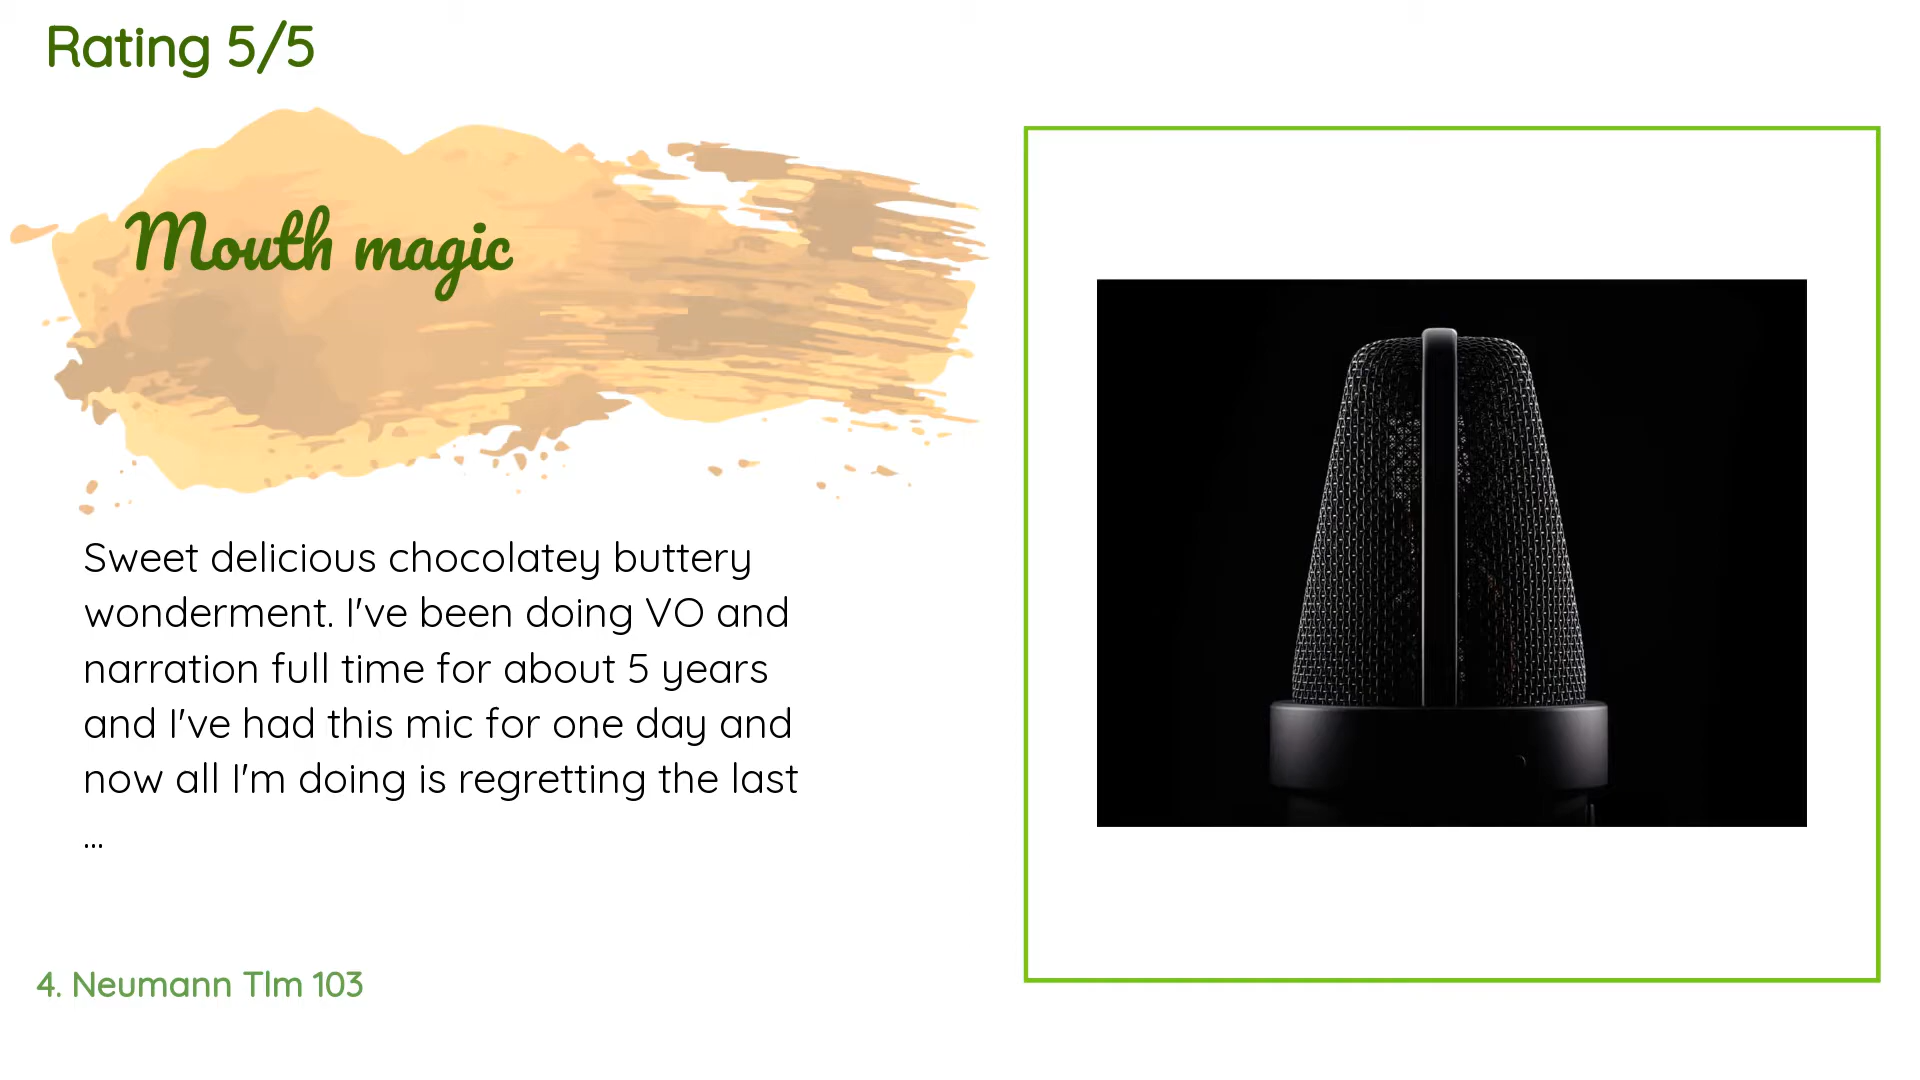 Rating 5/5
Mouth magic
Sweet delicious chocolatey buttery
wonderment. I've been doing VO and
narration full time for about 5 years
and I've had this mic for one day and
now all I'm doing is regretting the last
...
4. Neumann Tlm 103